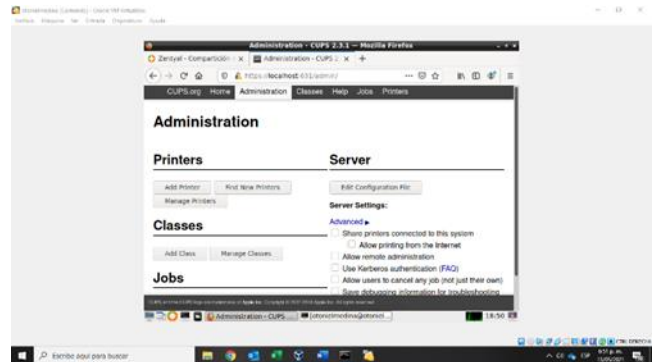 Administration - CUPS 2.3.1 — Mozilla Firefox
Zentyal - Compartición
Administration - CUPS 2
https://localhost:631/admin/
CUPS.org Home Administration Classes Help Jobs Printers
Administration
Printers
Server
Add Printer Find New Printers
Edit Configuration File
Manage Printers
Server Settings:
Classes
Advanced
Share printers connected to this system
Allow printing from the Internet
Add Class Manage Classes
Allow remote administration
Use Kerberos authentication (FAQ)
Jobs
Allow users to cancel any job (not just their own)
Save debugging information for troubleshooting
Administration - CUPS ...
18:50
Escribe aquí para buscar